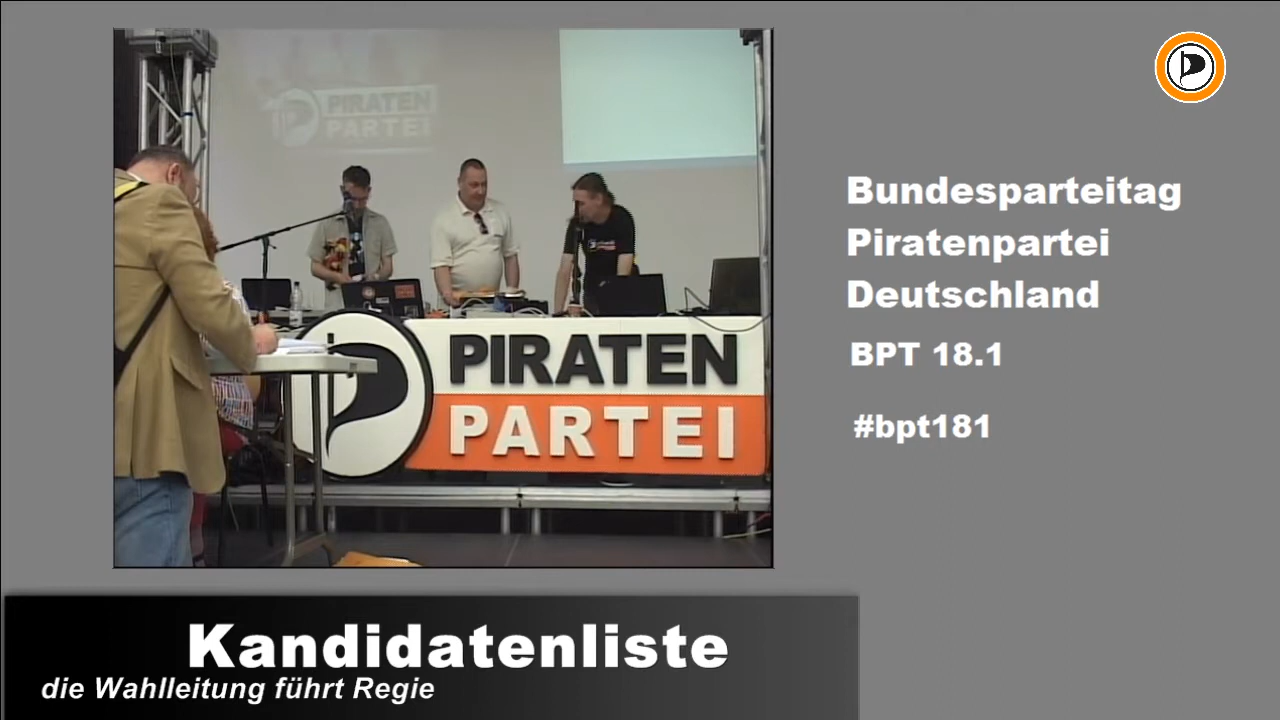 PIRATEN
PARTEI
PIRATEN
PARTEI
Bundesparteitag
Piratenpartei
Deutschland
BPT 18.1
#bpt181
Kandidatenliste
die Wahlleitung führt Regie